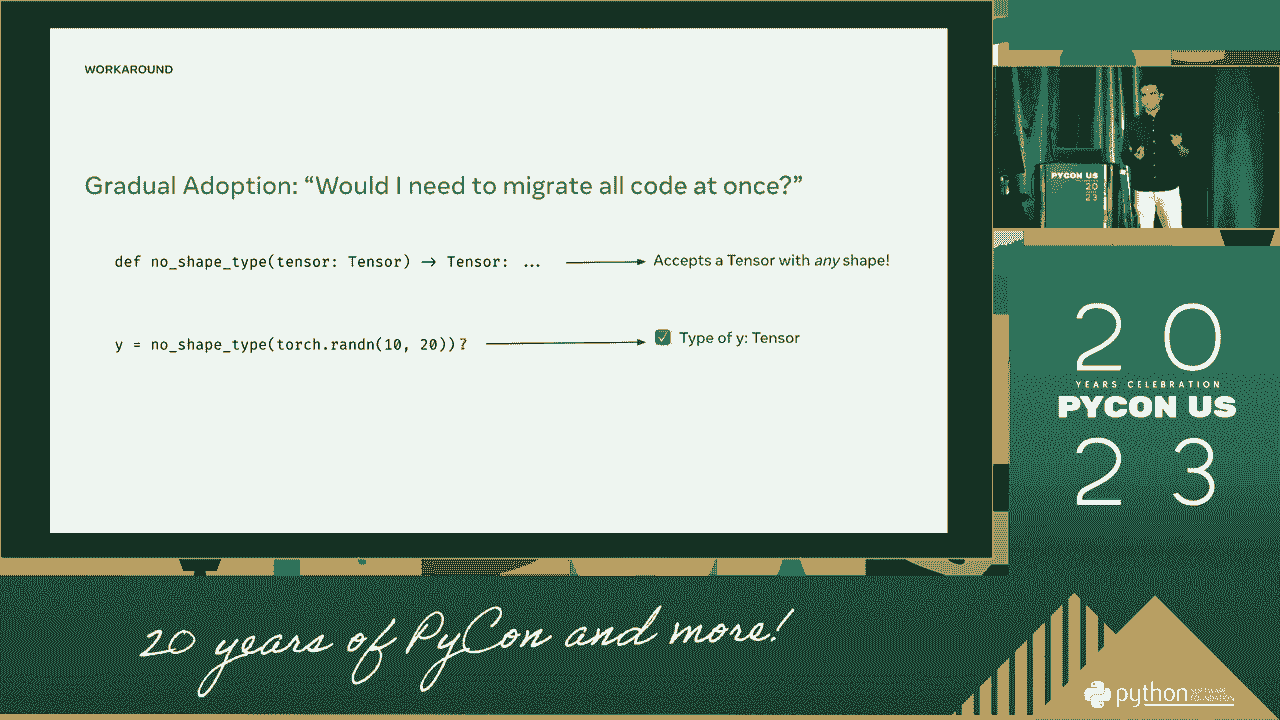 WORKAROUND
Gradual Adoption: “Would I need to migrate all code at once?”
def no_shape_type(tensor: Tensor) → Tensor: ...
Accepts a Tensor with any shape!
y = no_shape_type(torch.randn(10, 20))?
Type of y: Tensor
PYCON US
20
23
20
YEARS CELEBRATION
PYCON US
23
20 years of PyCon and more!
python
SOFTWARE
FOUNDATION